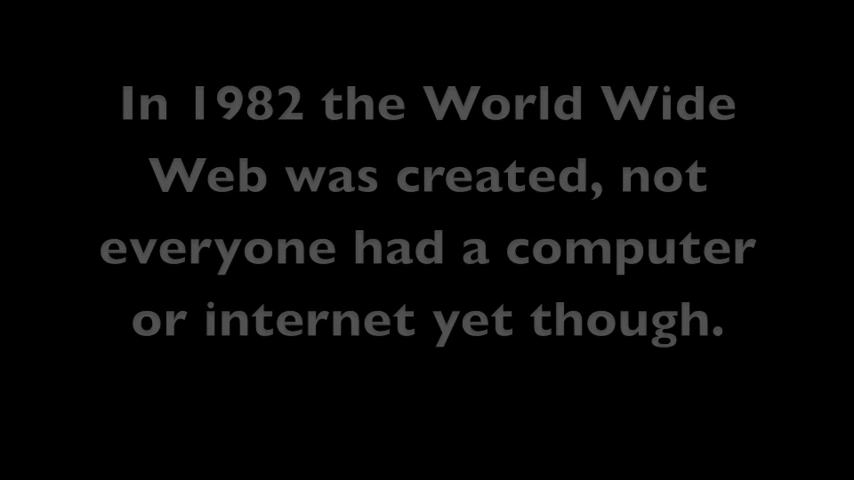 In 1982 the World Wide
Web was created, not
everyone had a computer
or internet yet though.